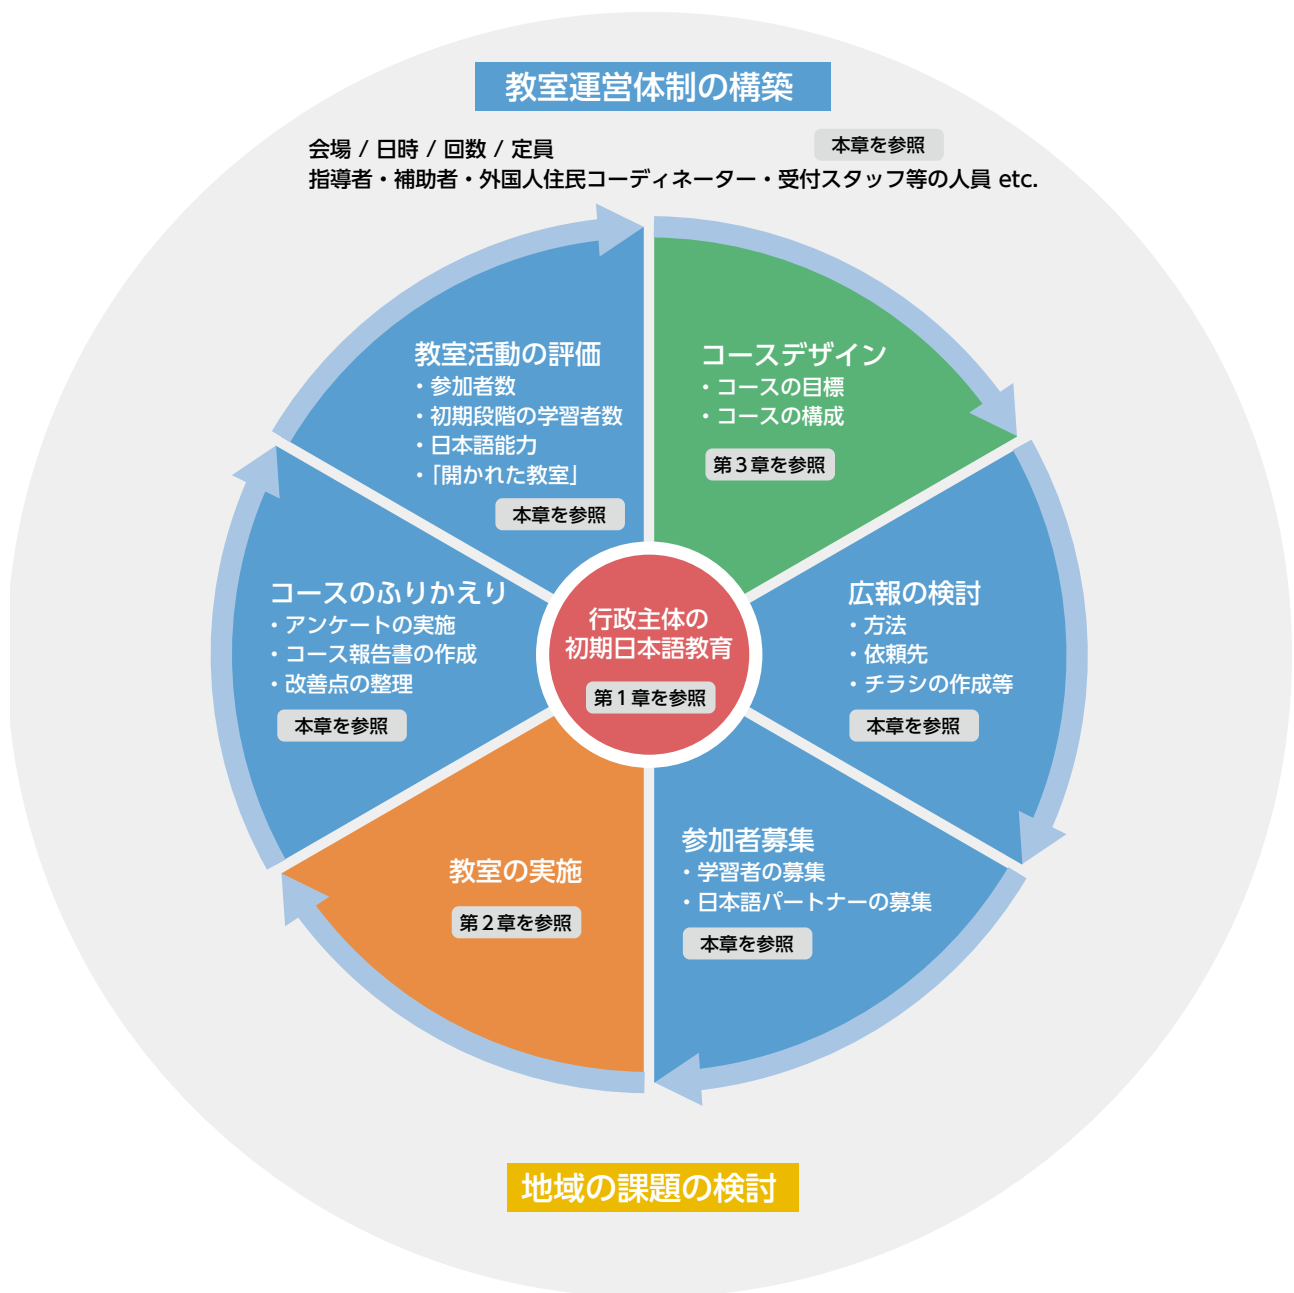 教室運営体制の構築
会場 / 日時 / 回数 / 定員
本章を参照
指導者・補助者・外国人住民コーディネーター・受付スタッフ等の人員 etc.
コースデザイン
・コースの目標
・コースの構成
第３章を参照
広報の検討
・方法
・依頼先
・チラシの作成等
本章を参照
参加者募集
・学習者の募集
・日本語パートナーの募集
本章を参照
教室の実施
第２章を参照
コースのふりかえり
・アンケートの実施
・コース報告書の作成
・改善点の整理
本章を参照
教室活動の評価
・参加者数
・初期段階の学習者数
・日本語能力
・「開かれた教室」
本章を参照
行政主体の
初期日本語教育
第１章を参照
地域の課題の検討